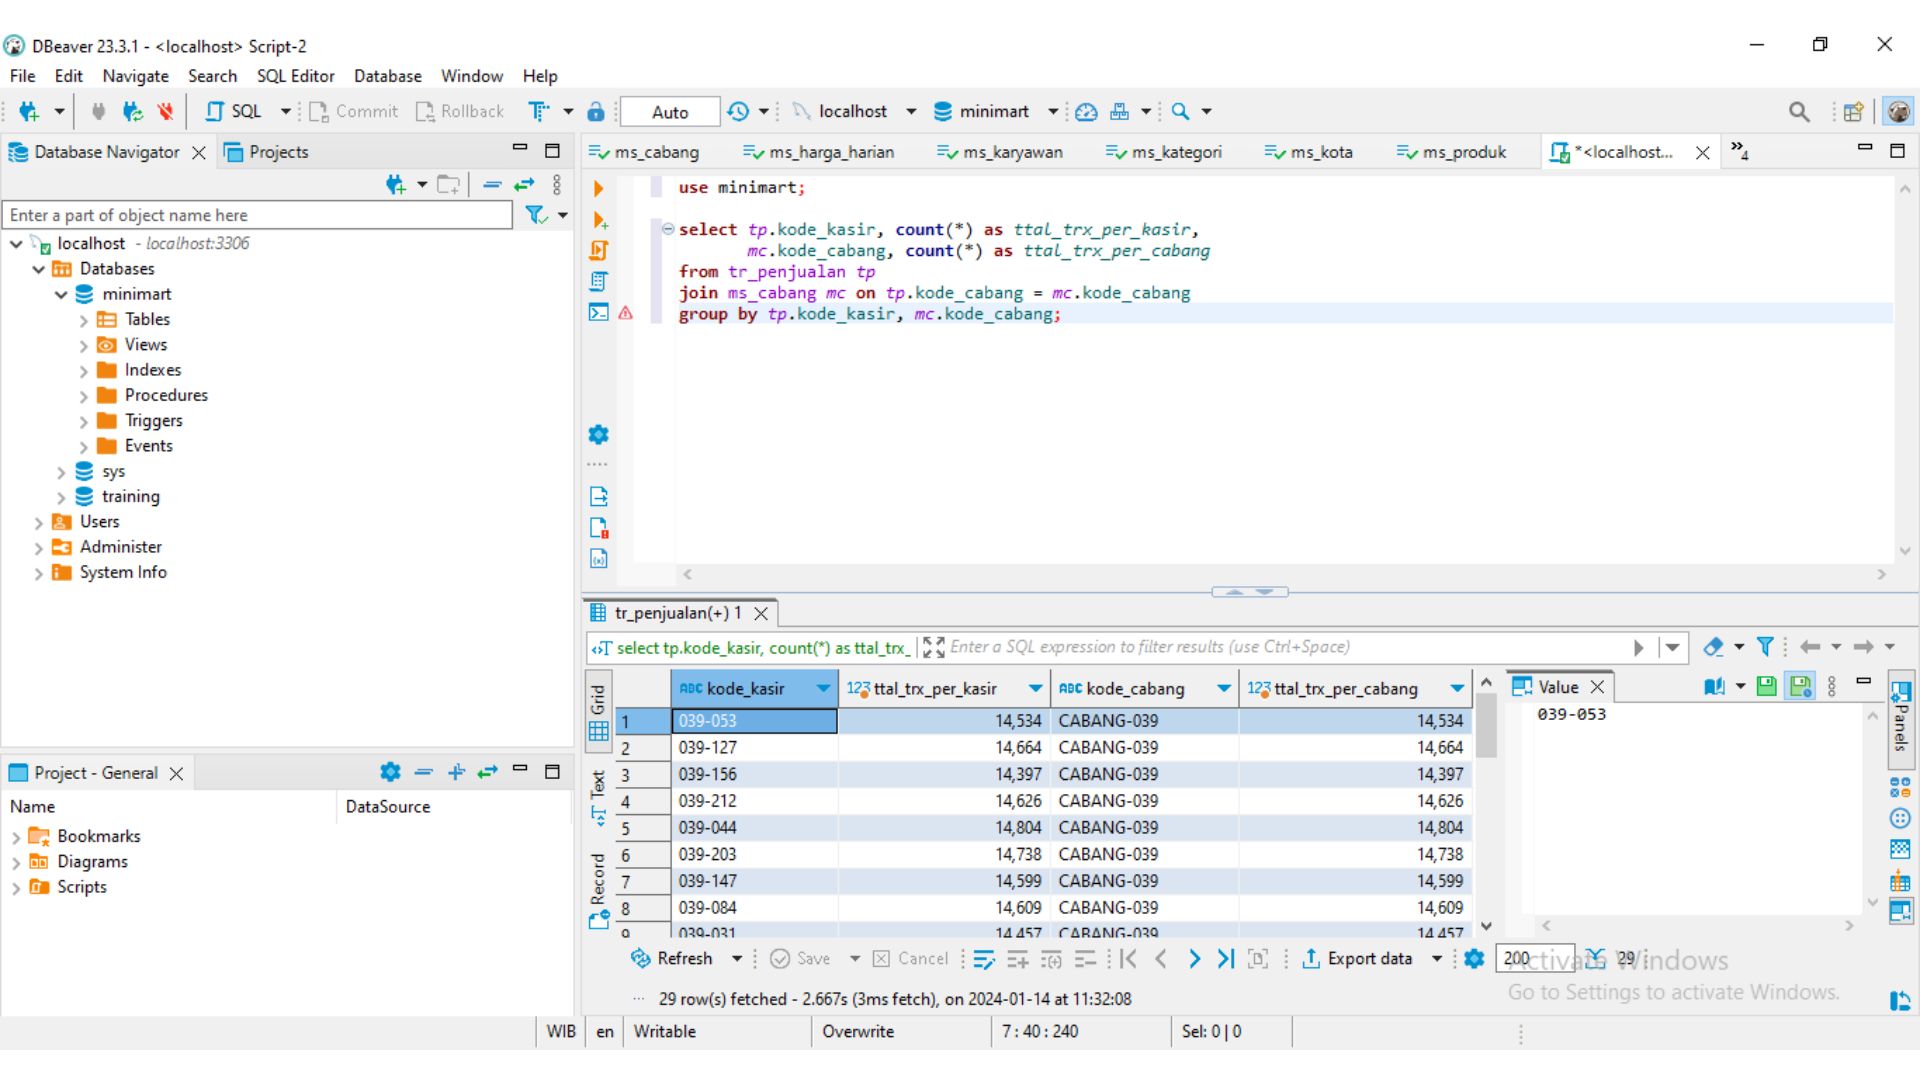 DBeaver 23.3.1 - <localhost> Script-2
File Edit Navigate Search SQL Editor Database Window Help
SQL Commit Rollback Auto localhost minimart
Database Navigator Projects
ms_cabang ms_harga_harian ms_karyawan ms_kategori ms_kota ms_produk *<localhost... »4
Enter a part of object name here
localhost - localhost:3306
Databases
minimart
Tables
Views
Indexes
Procedures
Triggers
Events
sys
training
Users
Administer
System Info
use minimart;
select tp.kode_kasir, count(*) as ttal_trx_per_kasir,
mc.kode_cabang, count(*) as ttal_trx_per_cabang
from tr_penjualan tp
join ms_cabang mc on tp.kode_cabang = mc.kode_cabang
group by tp.kode_kasir, mc.kode_cabang;
tr_penjualan(+) 1
select tp.kode_kasir, count(*) as ttal_trx_ Enter a SQL expression to filter results (use Ctrl+Space)
Grid
Text
Record
ABC kode_kasir 123 ttal_trx_per_kasir ABC kode_cabang 123 ttal_trx_per_cabang
1 039-053 14,534 CABANG-039 14,534
2 039-127 14,664 CABANG-039 14,664
3 039-156 14,397 CABANG-039 14,397
4 039-212 14,626 CABANG-039 14,626
5 039-044 14,804 CABANG-039 14,804
6 039-203 14,738 CABANG-039 14,738
7 039-147 14,599 CABANG-039 14,599
8 039-084 14,609 CABANG-039 14,609
9 039-031 14,457 CABANG-039 14,457
Value
039-053
Panels
Refresh Save Cancel Export data 200 29
29 row(s) fetched - 2.667s (3ms fetch), on 2024-01-14 at 11:32:08
Activate Windows
Go to Settings to activate Windows.
Project - General
Name DataSource
Bookmarks
Diagrams
Scripts
WIB en Writable Overwrite 7 : 40 : 240 Sel: 0 | 0